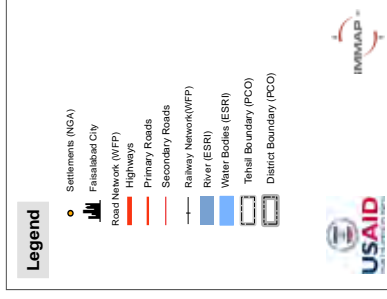 Legend
Settlements (NGA)
Faisalabad City
Road Network (WFP)
Highways
Primary Roads
Secondary Roads
Railway Network(WFP)
River (ESRI)
Water Bodies (ESRI)
Tehsil Boundary (PCO)
District Boundary (PCO)
USAID
iMMAP